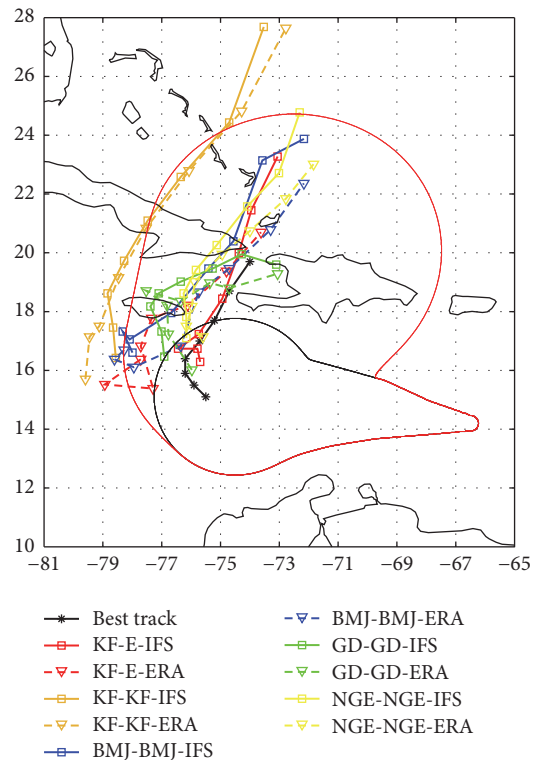 28
26
24
22
20
18
16
14
12
10
−81 −79 −77 −75 −73 −71 −69 −67 −65
Best track
KF-E-IFS
KF-E-ERA
KF-KF-IFS
KF-KF-ERA
BMJ-BMJ-IFS
BMJ-BMJ-ERA
GD-GD-IFS
GD-GD-ERA
NGE-NGE-IFS
NGE-NGE-ERA